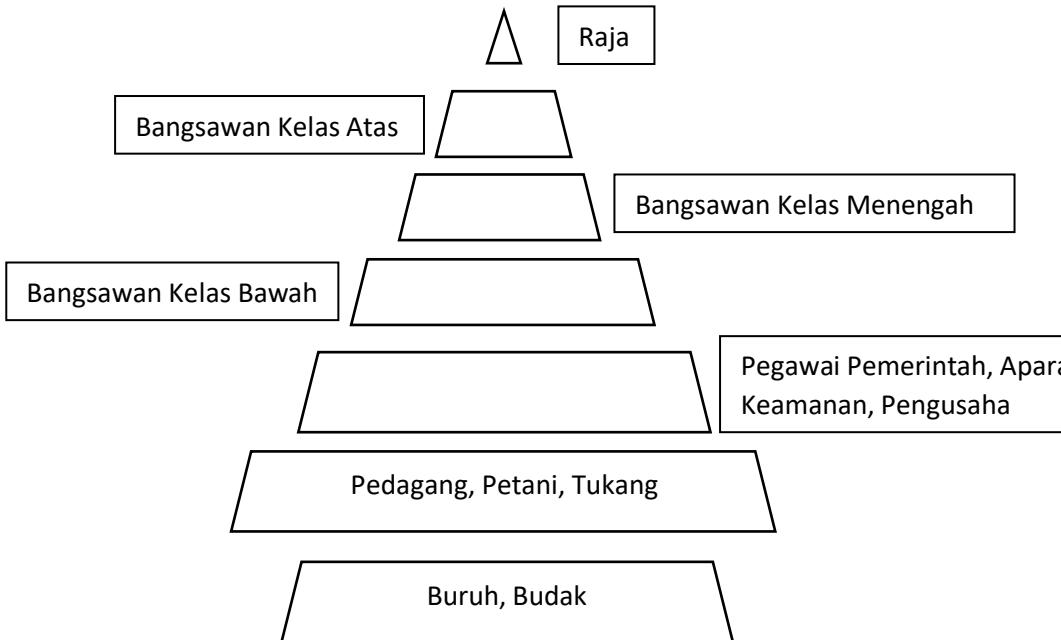 Raja
Bangsawan Kelas Atas
Bangsawan Kelas Menengah
Bangsawan Kelas Bawah
Pegawai Pemerintah,
Keamanan, Pengusaha
Pedagang, Petani, Tukang
Buruh, Budak